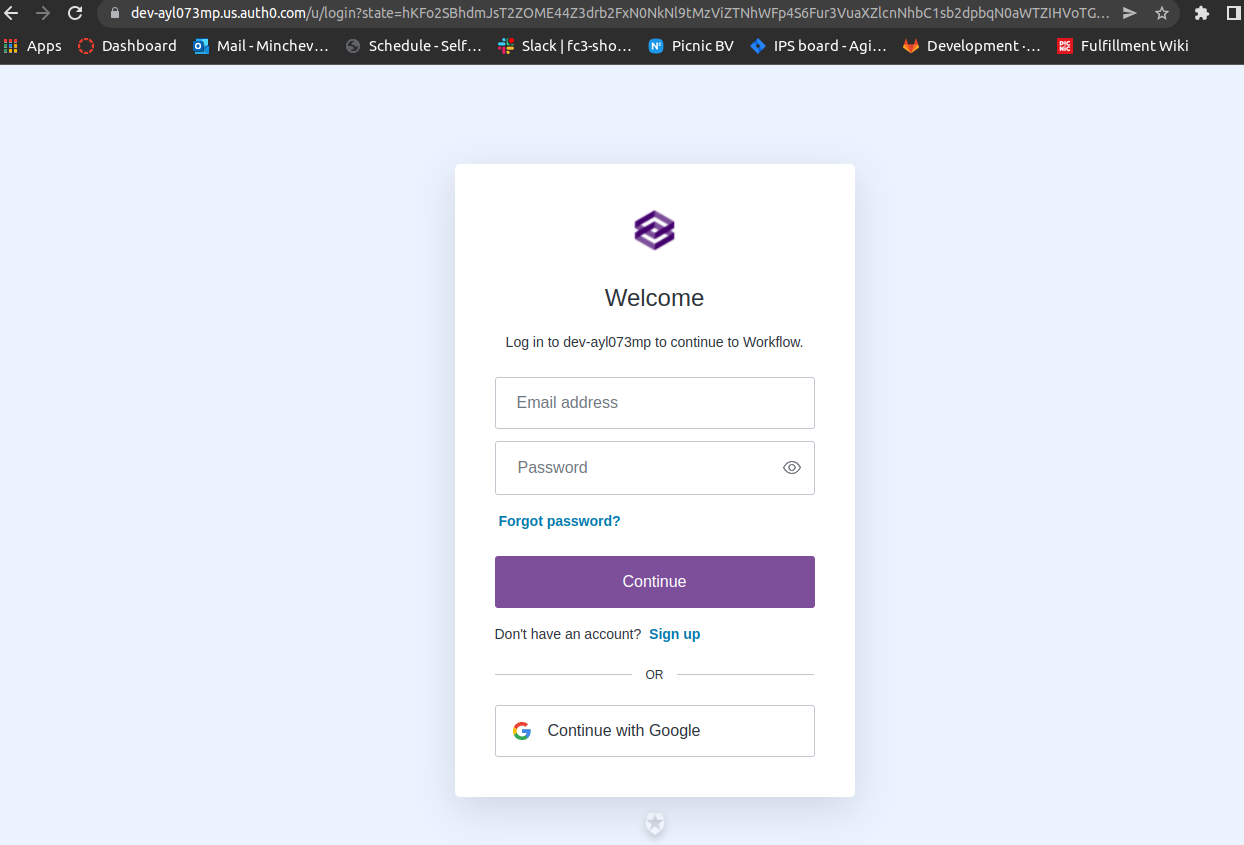 dev-ayl073mp.us.auth0.com/u/login?state=hKFo2SBhdmJsT2ZOME44Z3drb2FxN0NkNl9tMzViZTNhWFp4S6Fur3VuaXZlcnNhbC1sb2dpbqN0aWTZIHVoTG...
Apps Dashboard Mail - Minchev... Schedule - Self... Slack | fc3-sho... Picnic BV IPS board - Agi... Development ·... Fulfillment Wiki
Welcome
Log in to dev-ayl073mp to continue to Workflow.
Email address
Password
Forgot password?
Continue
Don't have an account? Sign up
OR
Continue with Google